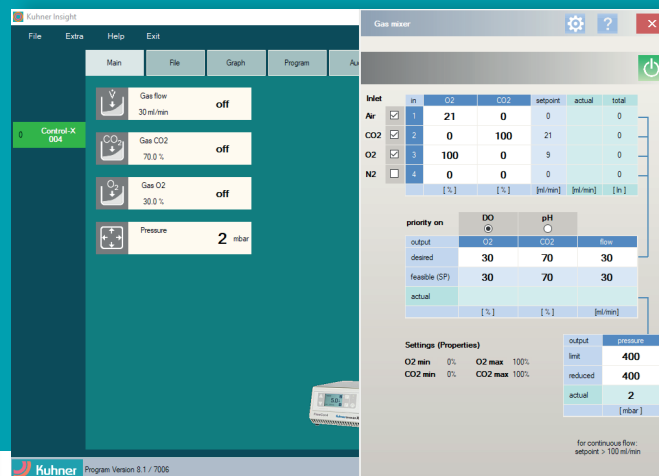 Kuhner Insight
File Extra Help Exit
Main File Graph Program Au
Gas flow
30 ml/min
off
0 Control-X
004
CO2
Gas CO2
70.0 %
off
O2
Gas O2
30.0 %
off
Pressure
2 mbar
Kuhner Program Version 8.1 / 7006
Gas mixer ? X
Inlet in O2 CO2 setpoint actual total
Air 1 21 0 0 0
CO2 2 0 100 21 0
O2 3 100 0 9 0
N2 4 0 0 0 0
[ % ] [ % ] [ml/min] [ml/min] [ ln ]
priority on DO pH
output O2 CO2 flow
desired 30 70 30
feasible (SP) 30 70 30
actual
[ % ] [ % ] [ml/min]
Settings (Properties)
O2 min 0% O2 max 100%
CO2 min 0% CO2 max 100%
output pressure
limit 400
reduced 400
actual 2
[ mbar ]
for continuous flow:
setpoint > 100 ml/min